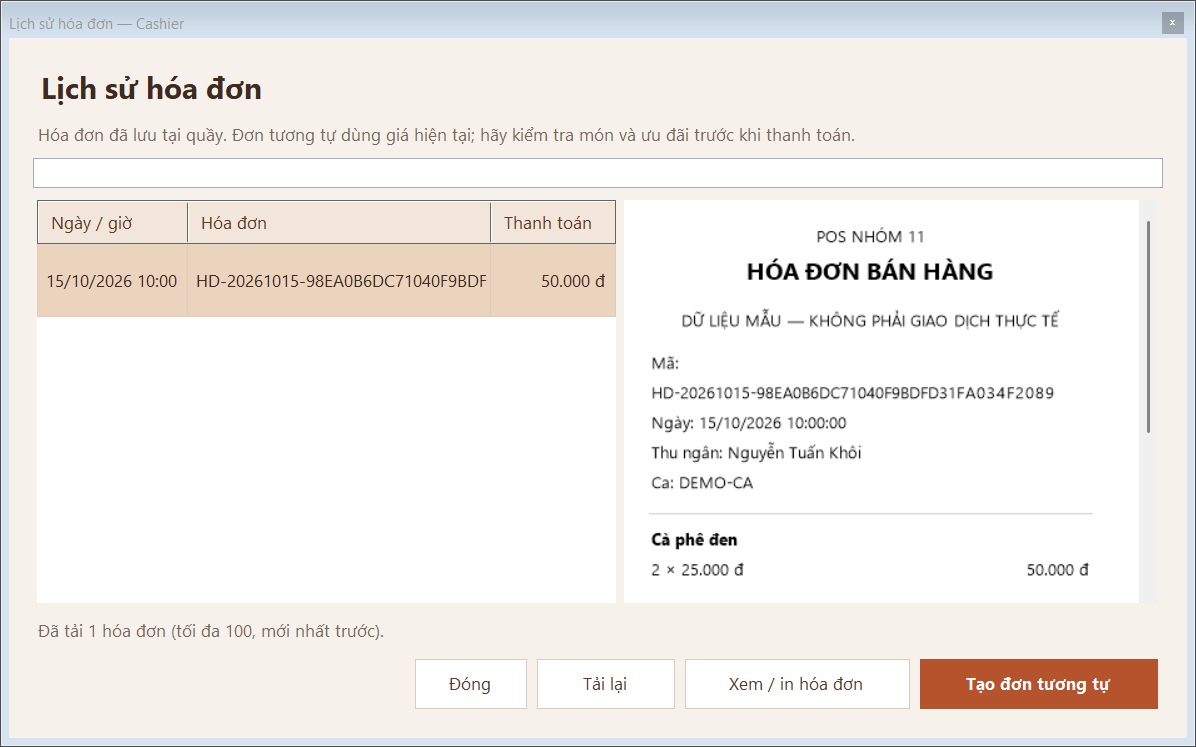 Lịch sử hóa đơn — Cashier
Lịch sử hóa đơn
Hóa đơn đã lưu tại quầy. Đơn tương tự dùng giá hiện tại; hãy kiểm tra món và ưu đãi trước khi thanh toán.
Ngày / giờ Hóa đơn Thanh toán
15/10/2026 10:00 HD-20261015-98EA0B6DC71040F9BDF 50.000 đ
POS NHÓM 11
HÓA ĐƠN BÁN HÀNG
DỮ LIỆU MẪU — KHÔNG PHẢI GIAO DỊCH THỰC TẾ
Mã:
HD-20261015-98EA0B6DC71040F9BDFD31FA034F2089
Ngày: 15/10/2026 10:00:00
Thu ngân: Nguyễn Tuấn Khôi
Ca: DEMO-CA
Cà phê đen
2 × 25.000 đ 50.000 đ
Đã tải 1 hóa đơn (tối đa 100, mới nhất trước).
Đóng Tải lại Xem / in hóa đơn Tạo đơn tương tự